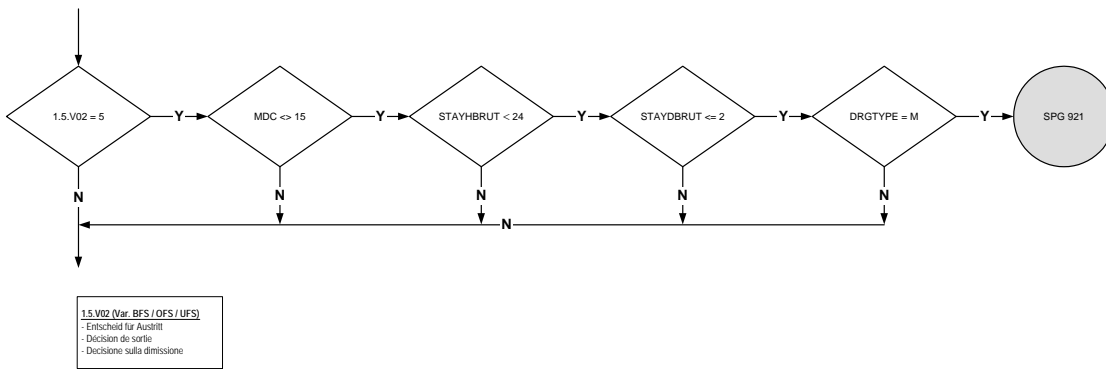 1.5.V02 = 5
Y
MDC <> 15
Y
STAYHBRUT < 24
Y
STAYDBRUT <= 2
Y
DRGTYPE = M
Y
SPG 921
N
N
N
N
N
N
1.5.V02 (Var. BFS / OFS / UFS)
- Entscheid für Austritt
- Décision de sortie
- Decisione sulla dimissione